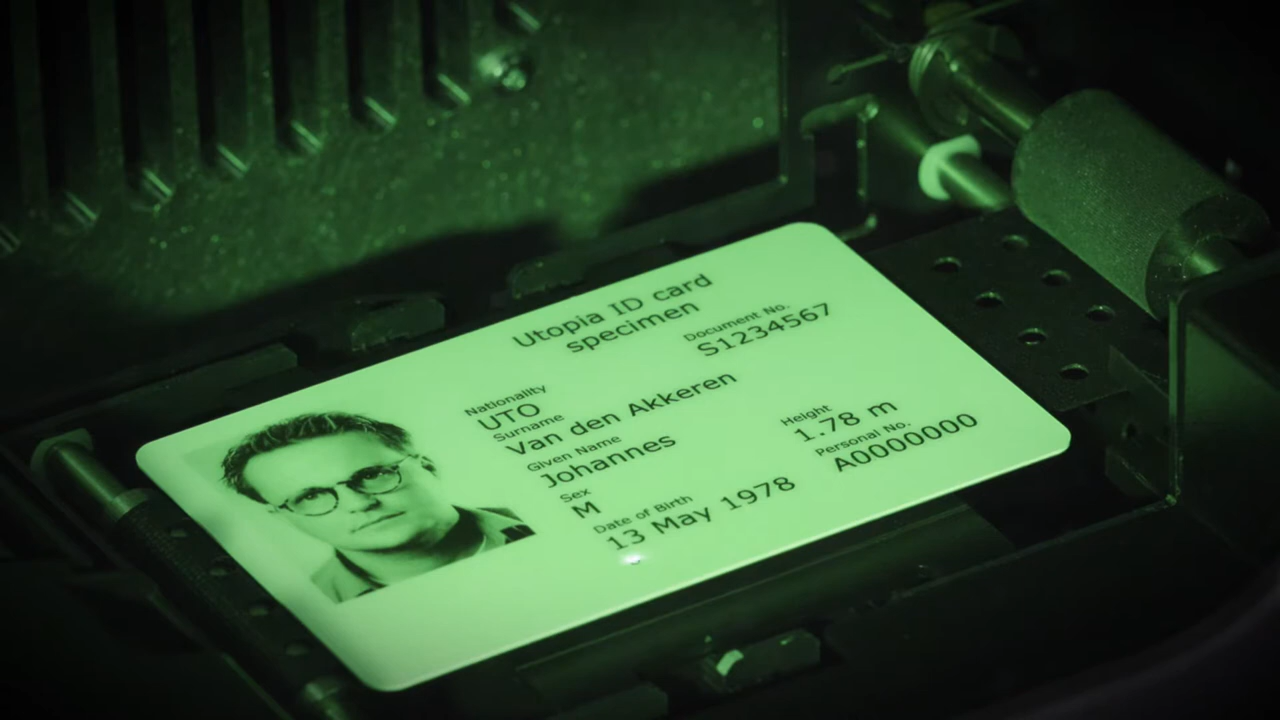 Utopia ID card
specimen
Document No.
S1234567
Nationality
UTO
Surname
Van den Akkeren
Given Name
Johannes
Sex
M
Height
1.78 m
Date of Birth
13 May 1978
Personal No.
A0000000